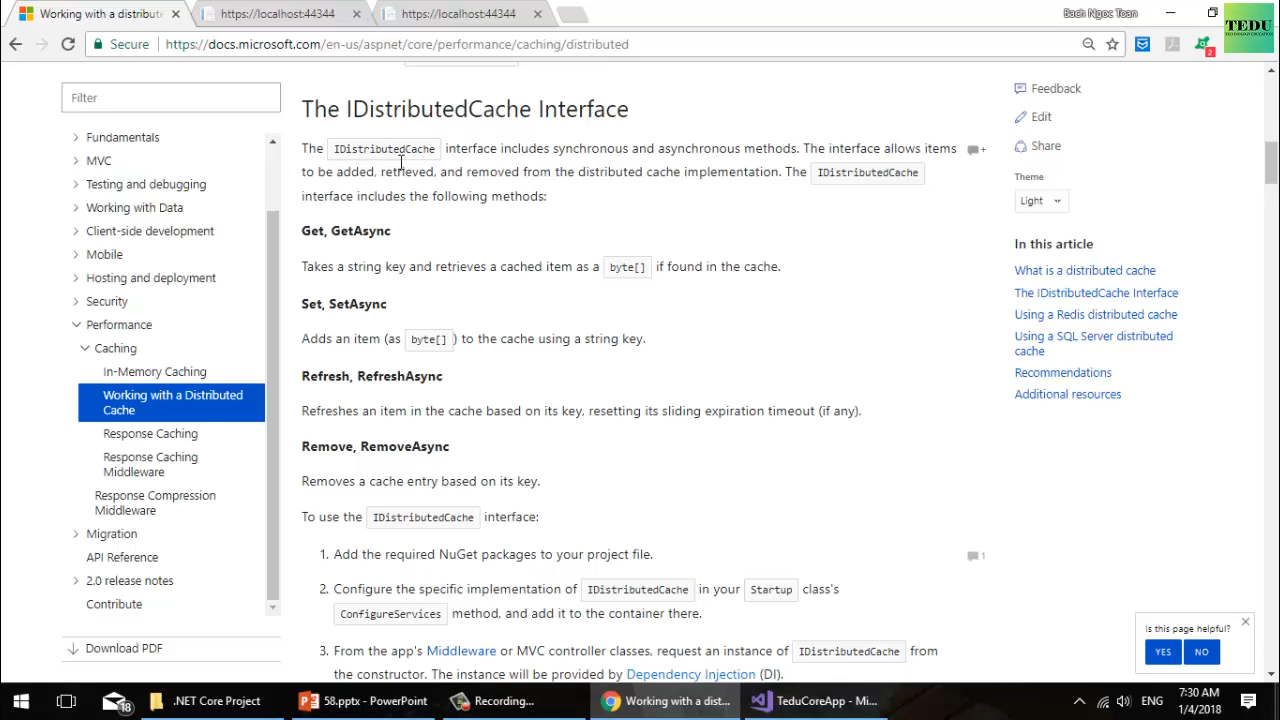 Working with a distribute
https://localhost:44344
https://localhost:44344
Bach Ngoc Toan
TEDU
Secure
https://docs.microsoft.com/en-us/aspnet/core/performance/caching/distributed
2
Filter
Fundamentals
MVC
Testing and debugging
Working with Data
Client-side development
Mobile
Hosting and deployment
Security
Performance
Caching
In-Memory Caching
Working with a Distributed
Cache
Response Caching
Response Caching
Middleware
Response Compression
Middleware
Migration
API Reference
2.0 release notes
Contribute
Download PDF
The IDistributedCache Interface
The IDistributedCache interface includes synchronous and asynchronous methods. The interface allows items
to be added, retrieved, and removed from the distributed cache implementation. The IDistributedCache
interface includes the following methods:
Get, GetAsync
Takes a string key and retrieves a cached item as a byte[] if found in the cache.
Set, SetAsync
Adds an item (as byte[]) to the cache using a string key.
Refresh, RefreshAsync
Refreshes an item in the cache based on its key, resetting its sliding expiration timeout (if any).
Remove, RemoveAsync
Removes a cache entry based on its key.
To use the IDistributedCache interface:
1. Add the required NuGet packages to your project file.
1
2. Configure the specific implementation of IDistributedCache in your Startup class's
ConfigureServices method, and add it to the container there.
3. From the app's Middleware or MVC controller classes, request an instance of IDistributedCache from
the constructor. The instance will be provided by Dependency Injection (DI).
Feedback
Edit
Share
Theme
Light
In this article
What is a distributed cache
The IDistributedCache Interface
Using a Redis distributed cache
Using a SQL Server distributed
cache
Recommendations
Additional resources
Is this page helpful?
YES
NO
18
.NET Core Project
58.pptx - PowerPoint
Recording...
Working with a dist...
TeduCoreApp - Mi...
ENG
7:30 AM
1/4/2018